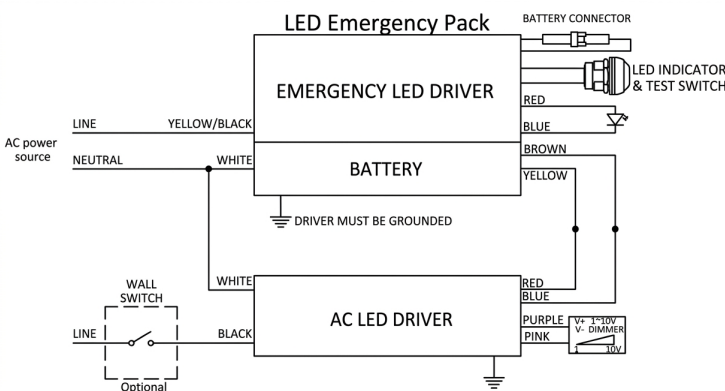 LED Emergency Pack
BATTERY CONNECTOR
LED INDICATOR
& TEST SWITCH
EMERGENCY LED DRIVER
RED
BLUE
LINE
YELLOW/BLACK
AC power
source
NEUTRAL
WHITE
BATTERY
BROWN
YELLOW
DRIVER MUST BE GROUNDED
WALL
SWITCH
WHITE
RED
BLUE
AC LED DRIVER
LINE
BLACK
PURPLE
PINK
V+ 1~10V
V- DIMMER
1 10V
Optional